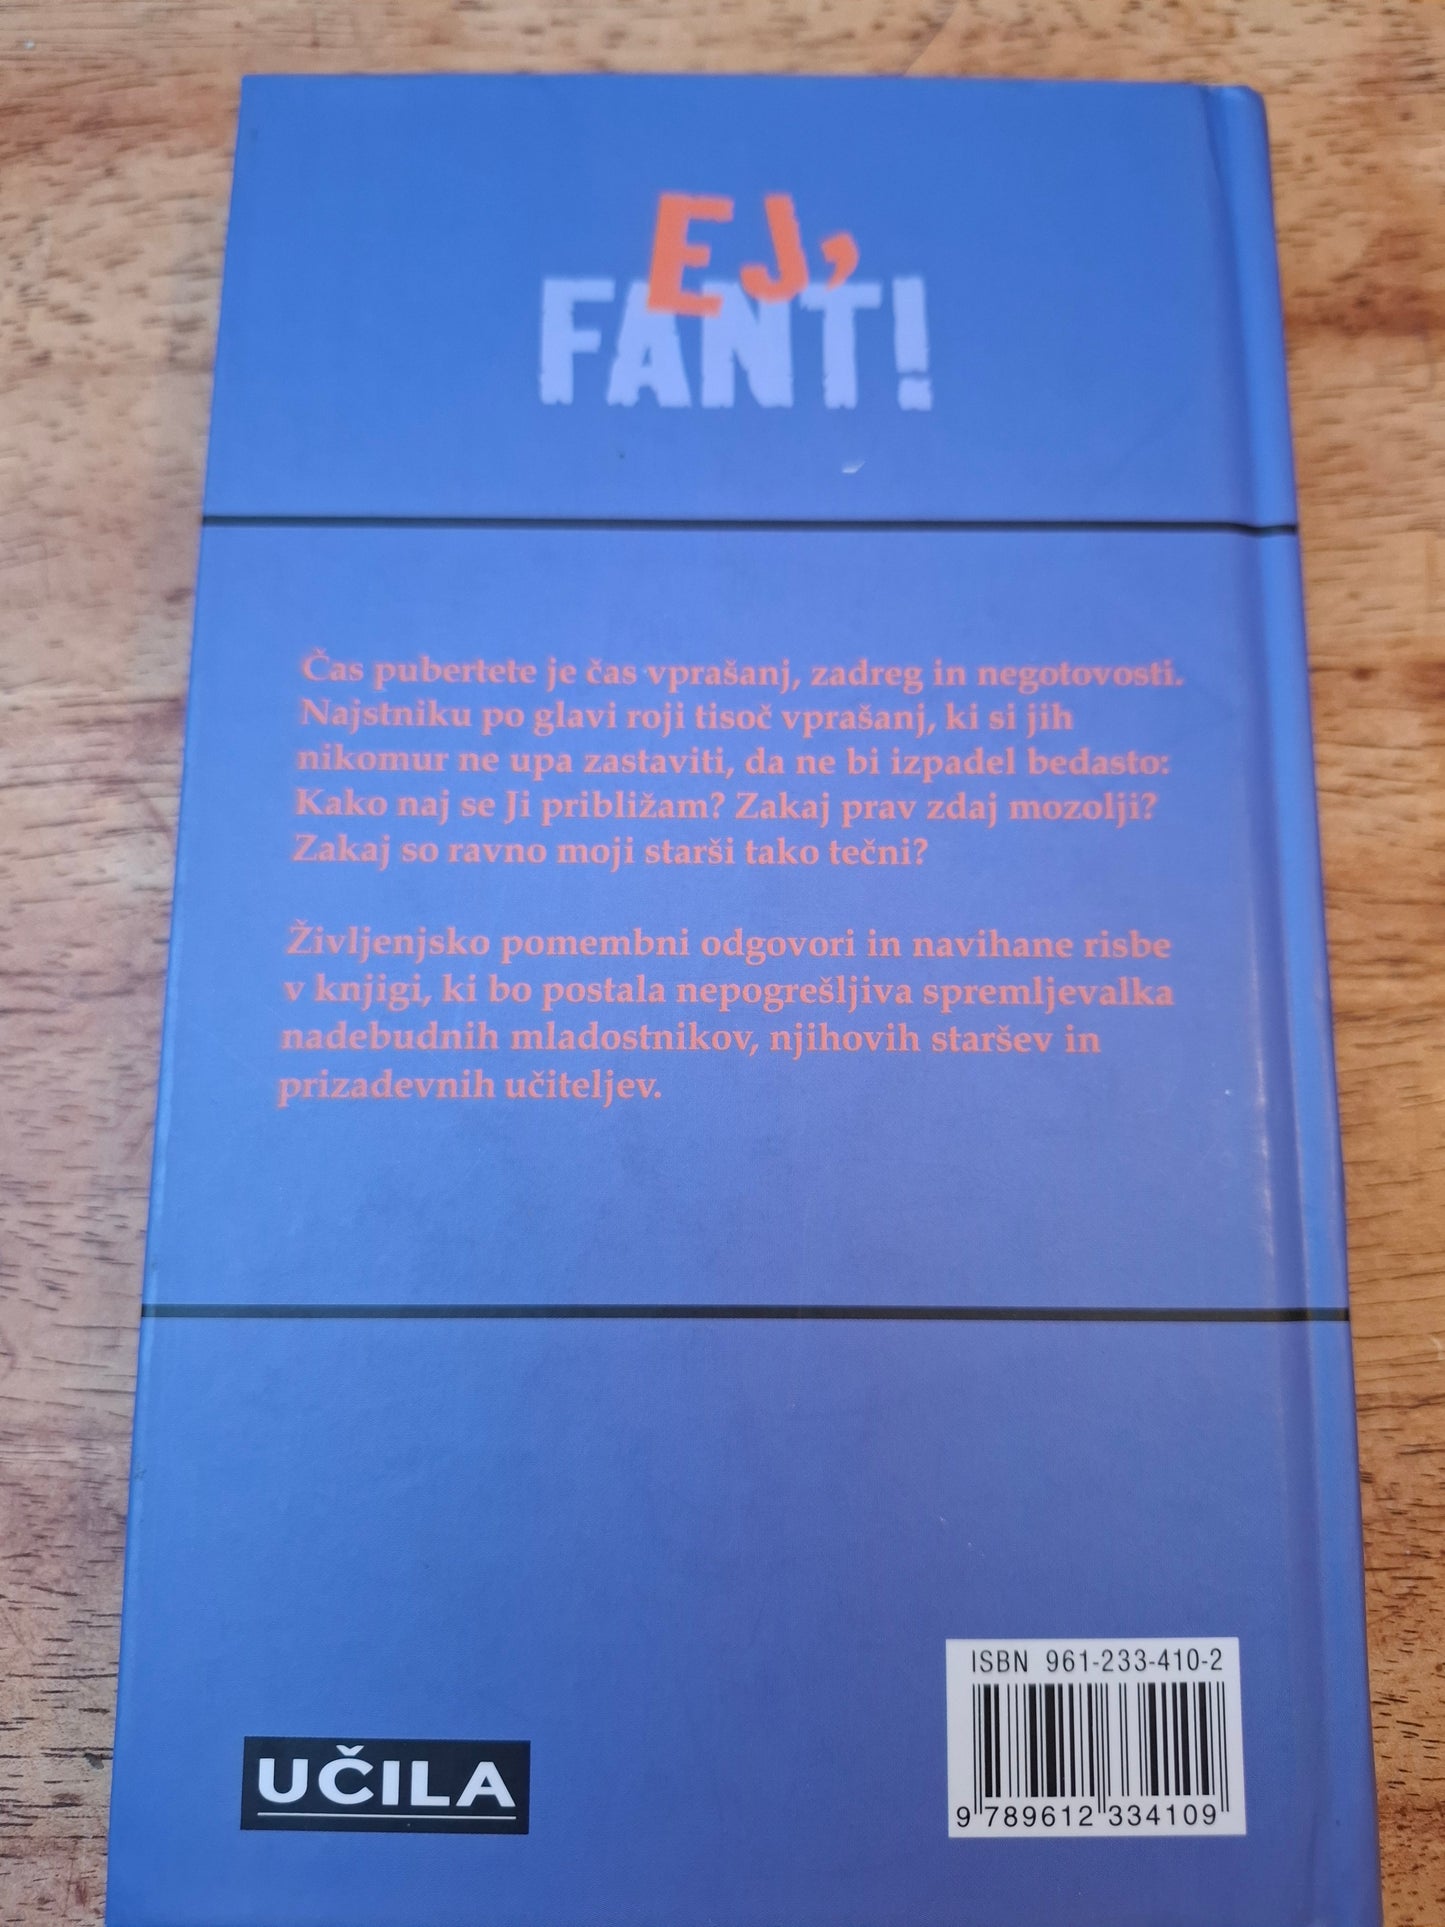 EJ,
FANT!
Čas pubertete je čas vprašanj, zadreg in negotovosti.
Najstniku po glavi roji tisoč vprašanj, ki si jih
nikomur ne upa zastaviti, da ne bi izpadel bedasto:
Kako naj se Ji približam? Zakaj prav zdaj mozolji?
Zakaj so ravno moji starši tako tečni?
Življenjsko pomembni odgovori in navihane risbe
v knjigi, ki bo postala nepogrešljiva spremljevalka
nadebudnih mladostnikov, njihovih staršev in
prizadevnih učiteljev.
ISBN 961-233-410-2
9 789612 334109
UČILA